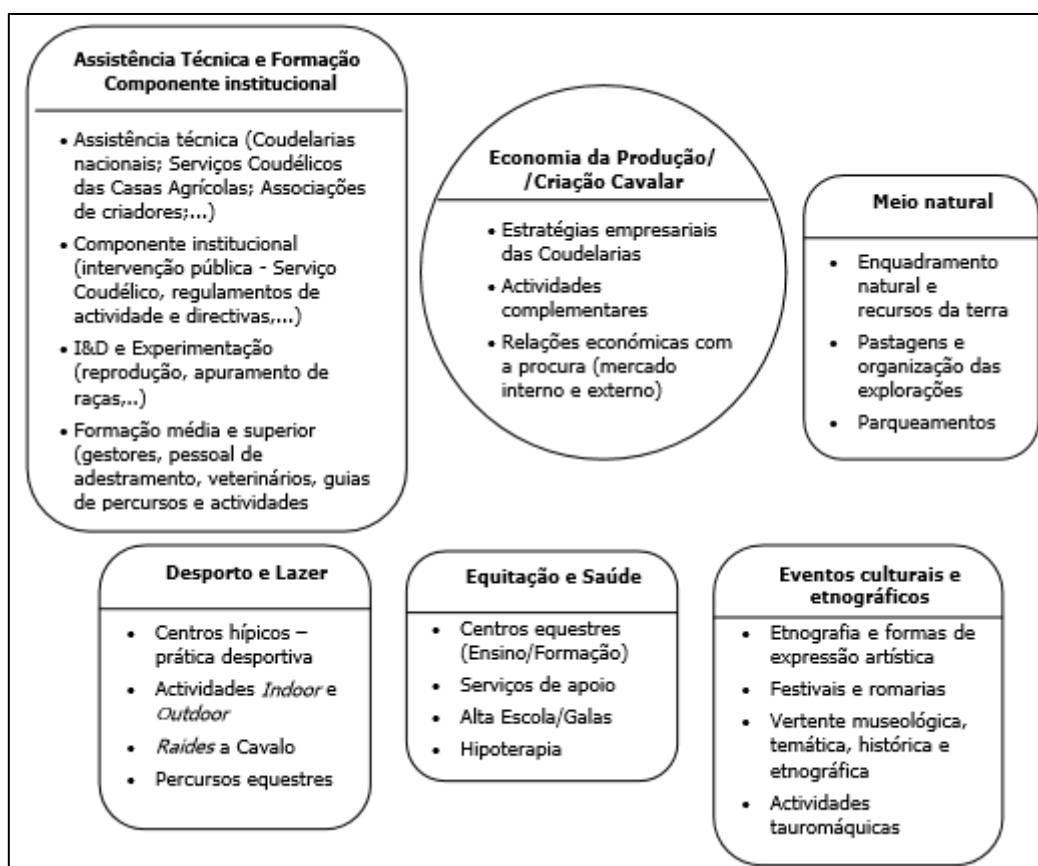 Assistência Técnica e Formação
Componente institucional
• Assistência técnica (Coudelarias
nacionais; Serviços Coudélicos
das Casas Agrícolas; Associações
de criadores;...)
• Componente institucional
(intervenção pública - Serviço
Coudélico, regulamentos de
actividade e directivas,...)
• I&D e Experimentação
(reprodução, apuramento de
raças,..)
• Formação média e superior
(gestores, pessoal de
adestramento, veterinários, guias
de percursos e actividades
Economia da Produção/
/Criação Cavalar
• Estratégias empresariais
das Coudelarias
• Actividades
complementares
• Relações económicas com
a procura (mercado
interno e externo)
Meio natural
• Enquadramento
natural e
recursos da terra
• Pastagens e
organização das
explorações
• Parqueamentos
Desporto e Lazer
• Centros hípicos –
prática desportiva
• Actividades Indoor e
Outdoor
• Raides a Cavalo
• Percursos equestres
Equitação e Saúde
• Centros equestres
(Ensino/Formação)
• Serviços de apoio
• Alta Escola/Galas
• Hipoterapia
Eventos culturais e
etnográficos
• Etnografia e formas de
expressão artística
• Festivais e romarias
• Vertente museológica,
temática, histórica e
etnográfica
• Actividades
tauromáquicas